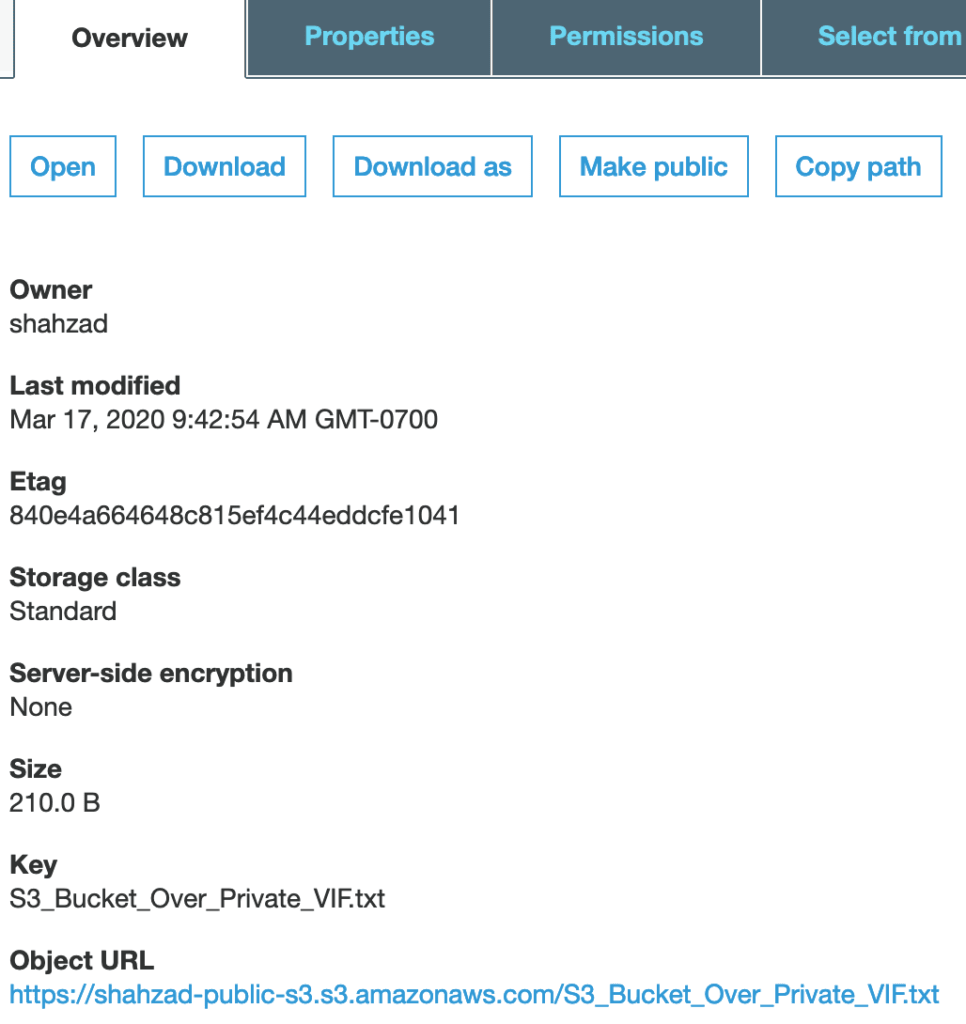 Overview Properties Permissions Select from
Open Download Download as Make public Copy path
Owner
shahzad
Last modified
Mar 17, 2020 9:42:54 AM GMT-0700
Etag
840e4a664648c815ef4c44eddcfe1041
Storage class
Standard
Server-side encryption
None
Size
210.0 B
Key
S3_Bucket_Over_Private_VIF.txt
Object URL
https://shahzad-public-s3.s3.amazonaws.com/S3_Bucket_Over_Private_VIF.txt